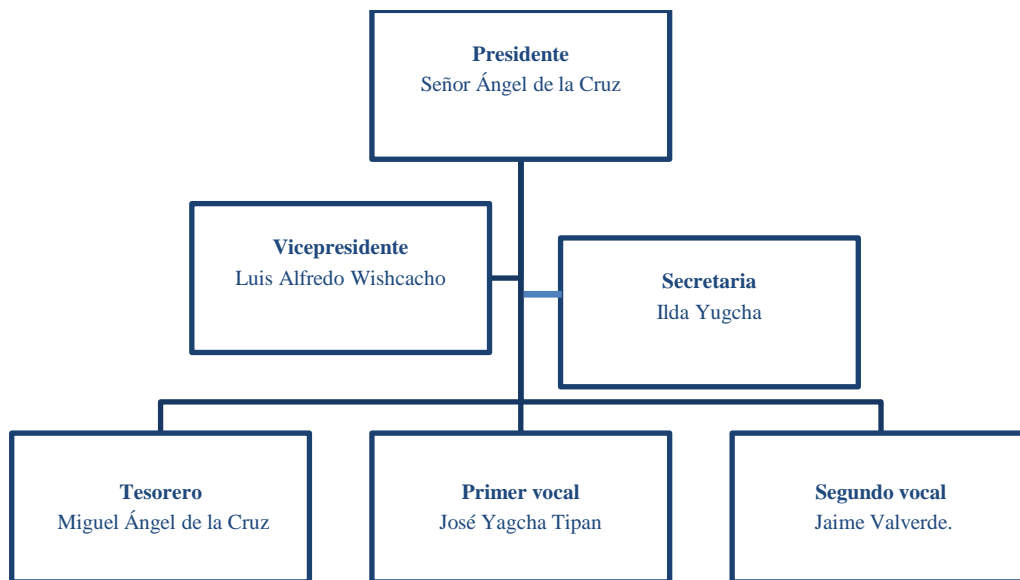 Presidente
Señor Ángel de la Cruz
Vicepresidente
Luis Alfredo Wishcacho
Secretaria
Ilda Yugcha
Tesorero
Miguel Ángel de la Cruz
Primer vocal
José Yagcha Tipan
Segundo vocal
Jaime Valverde.